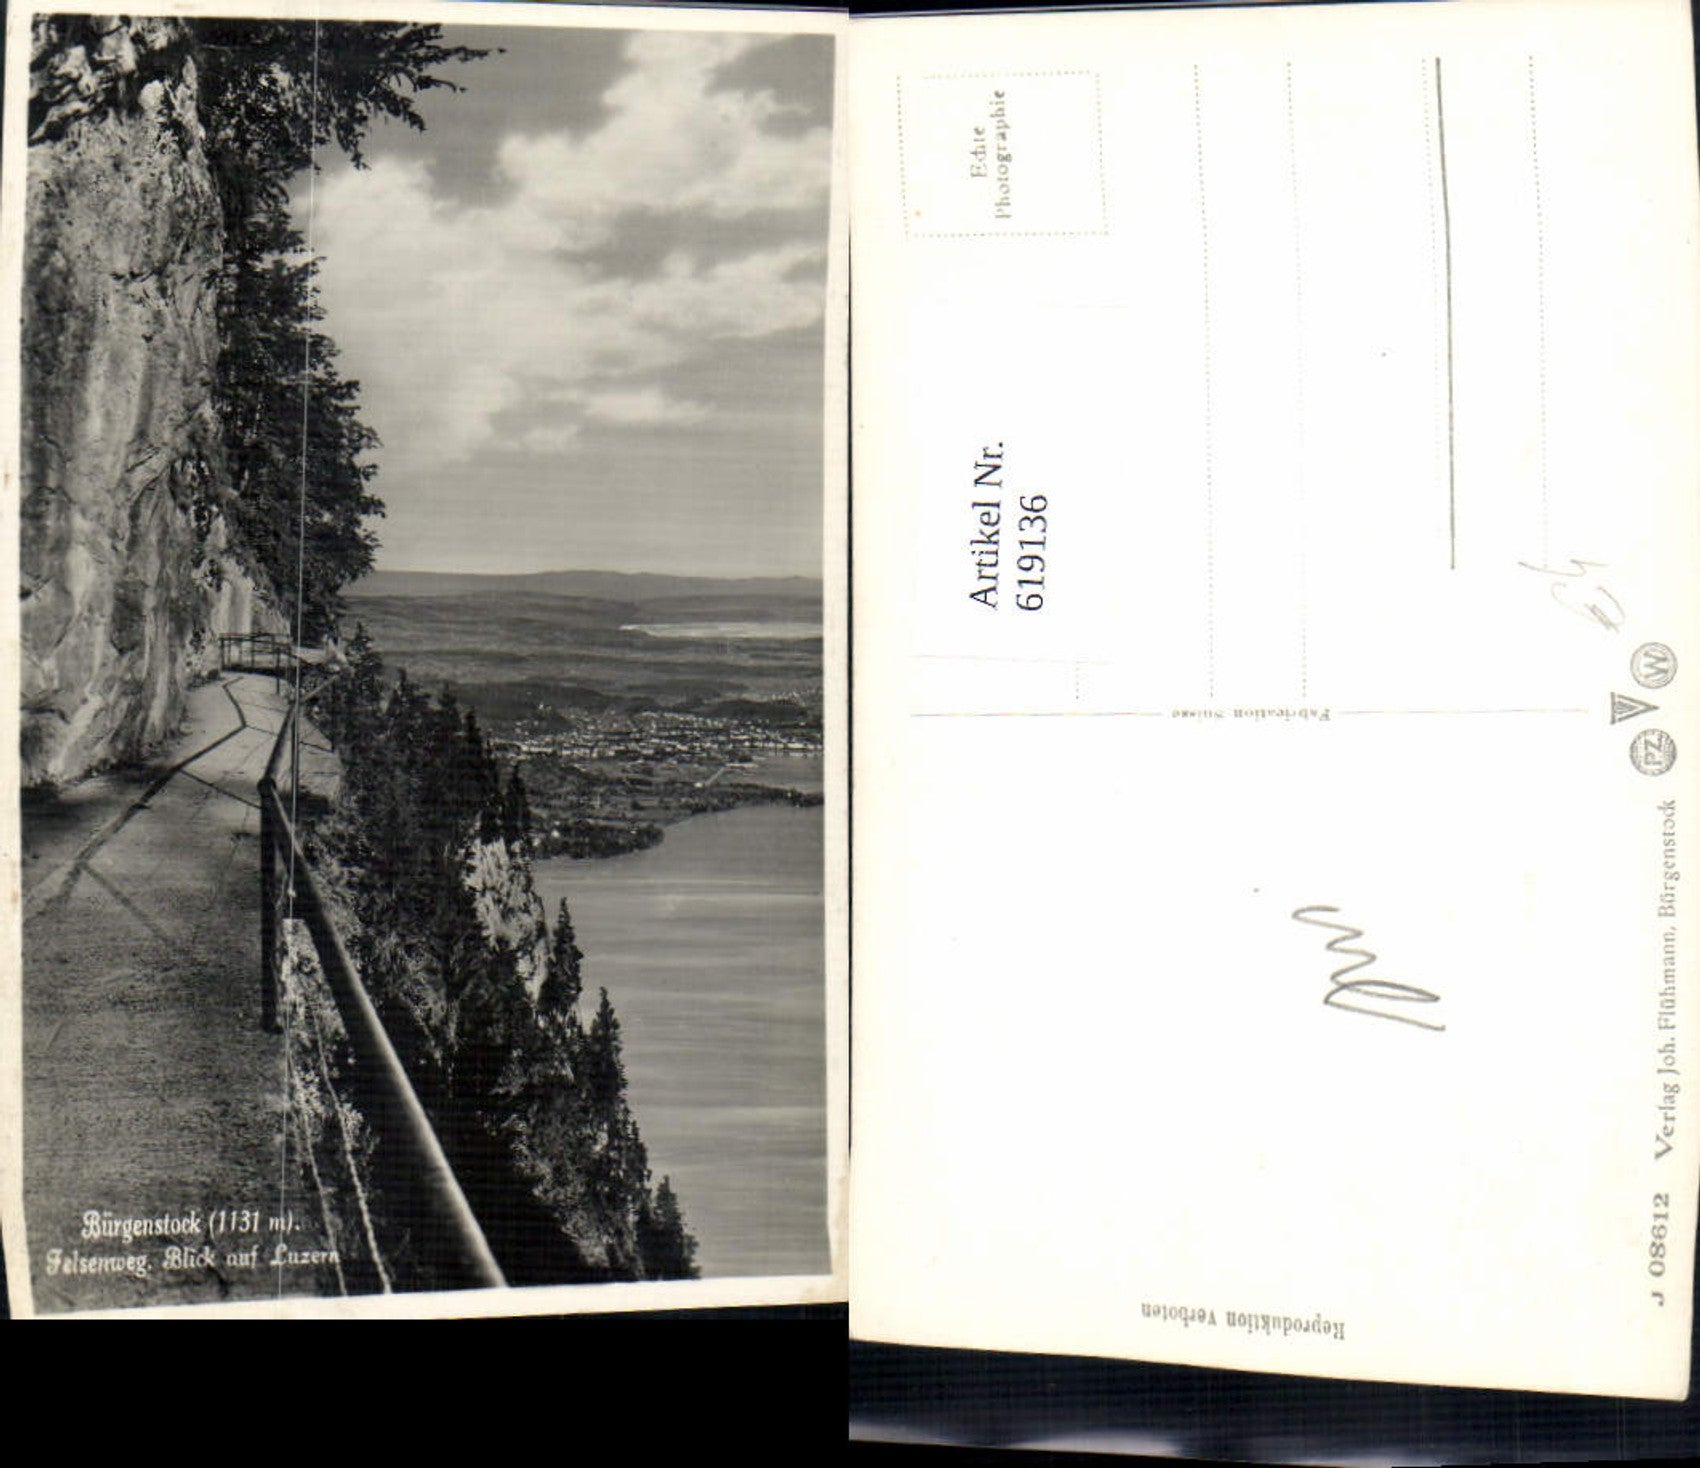 Bürgenstock (1131 m).
Felsenweg. Blick auf Luzern
Echte
Photographie
Artikel Nr.
619136
Fabrication Suisse
W
V
PZ
J 08612 Verlag Joh. Flühmann, Bürgenstock
Reproduktion verboten